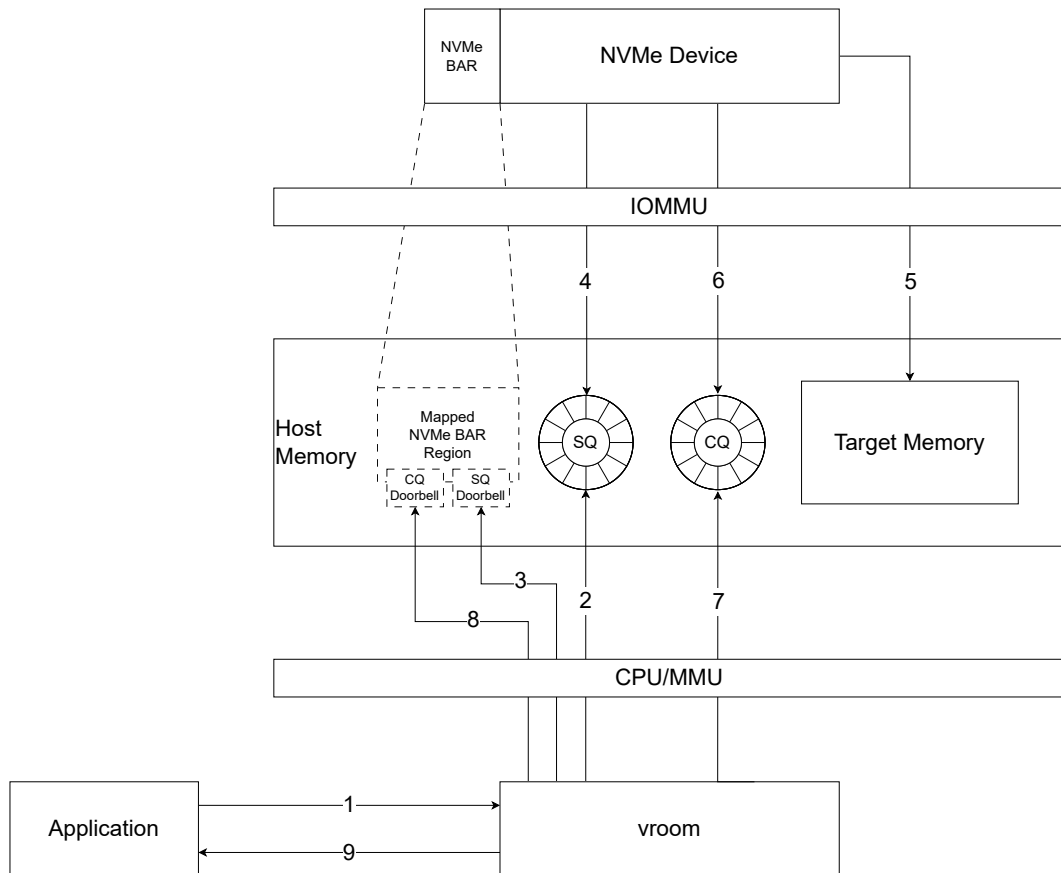 NVMe
BAR
NVMe Device
IOMMU
4
6
5
Host
Memory
Mapped
NVMe BAR
Region
CQ
Doorbell
SQ
Doorbell
SQ
CQ
Target Memory
3
8
2
7
CPU/MMU
Application
1
9
vroom